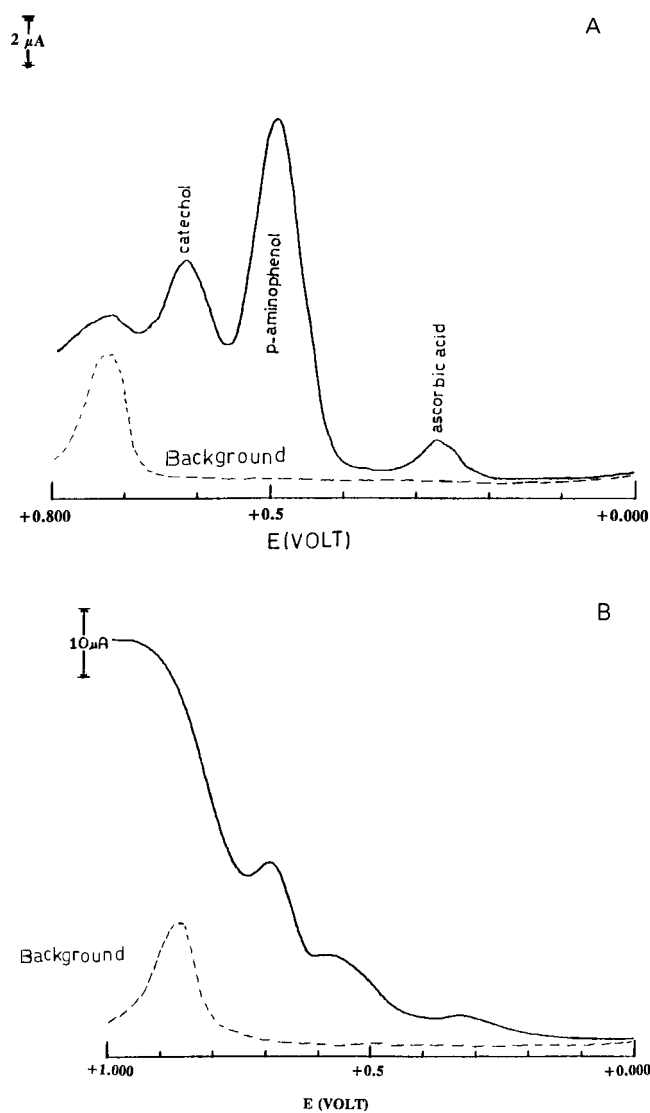 A
2 μA
catechol
p-aminophenol
ascorbic acid
Background
+0.800 +0.5 +0.000
E(VOLT)
B
10μA
Background
+1.000 +0.5 +0.000
E (VOLT)